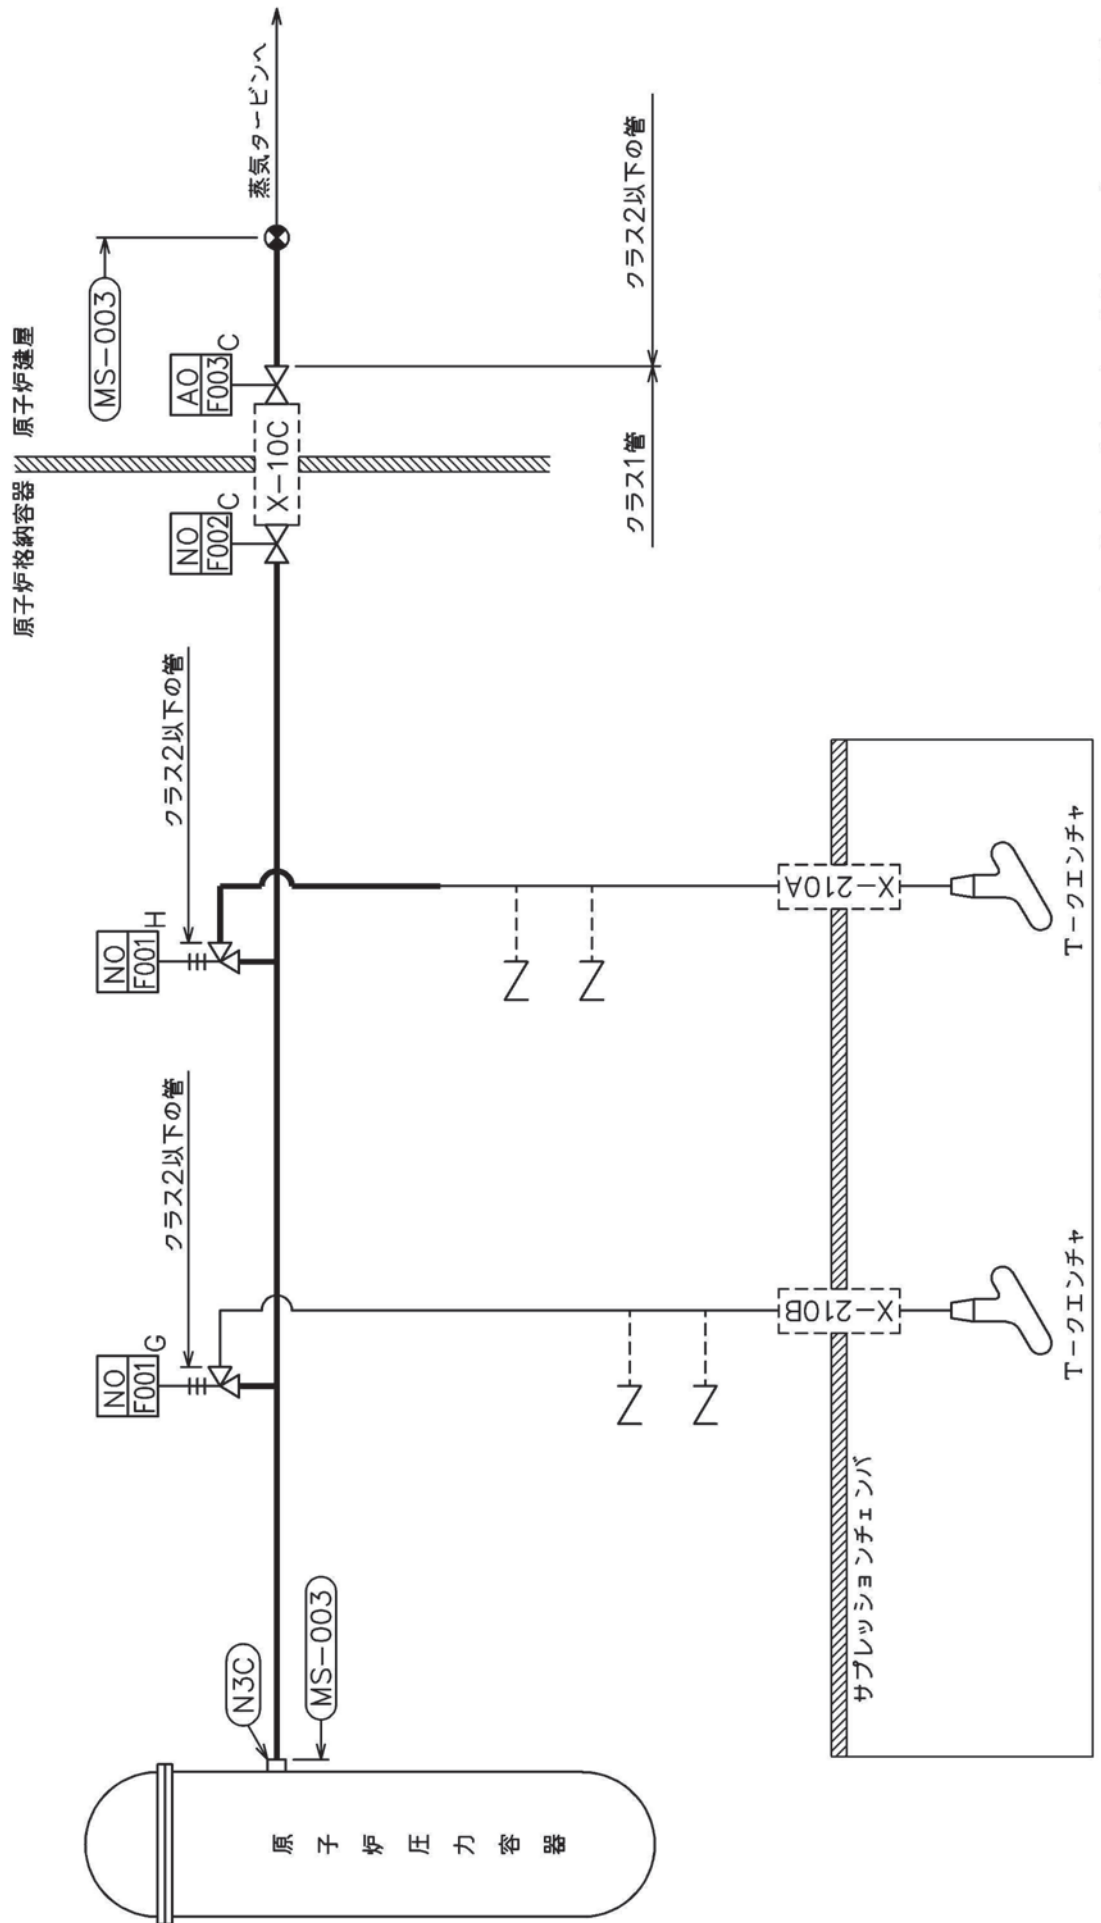 原子炉格納容器
原子炉建屋
MS-003
NO
F001
G
クラス2以下の管
NO
F001
H
クラス2以下の管
NO
F002
C
AO
F003
C
X-10C
蒸気タービンへ
N3C
MS-003
クラス1管
クラス2以下の管
原子炉圧力容器
X-210B
X-210A
サプレッションチェンバ
T-クエンチャ
T-クエンチャ